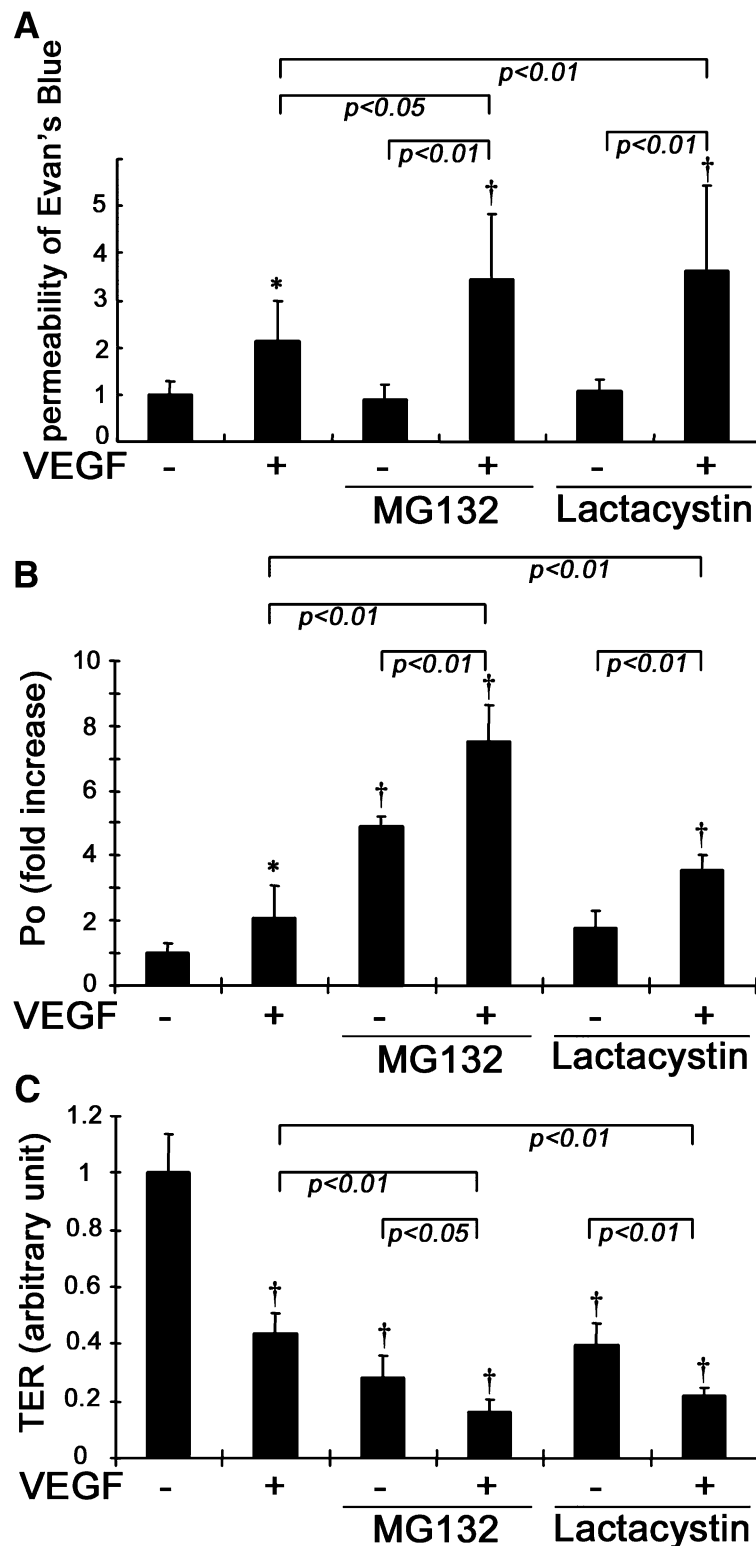 A
permeability of Evan's Blue
p<0.01
p<0.05
p<0.01
p<0.01
5
4
3
2
1
0
*
†
†
VEGF - + - + - +
MG132 Lactacystin
B
Po (fold increase)
p<0.01
p<0.01
p<0.01
p<0.01
10
8
6
4
2
0
*
†
†
†
VEGF - + - + - +
MG132 Lactacystin
C
TER (arbitrary unit)
p<0.01
p<0.01
p<0.05
p<0.01
1.2
1
0.8
0.6
0.4
0.2
0
†
†
†
†
†
VEGF - + - + - +
MG132 Lactacystin